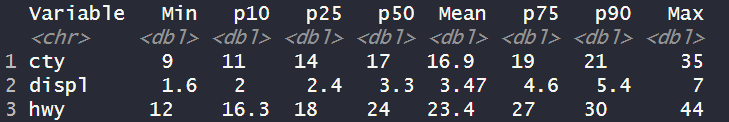 Variable Min p10 p25 p50 Mean p75 p90 Max
<chr> <dbl> <dbl> <dbl> <dbl> <dbl> <dbl> <dbl> <dbl>
1 cty 9 11 14 17 16.9 19 21 35
2 displ 1.6 2 2.4 3.3 3.47 4.6 5.4 7
3 hwy 12 16.3 18 24 23.4 27 30 44